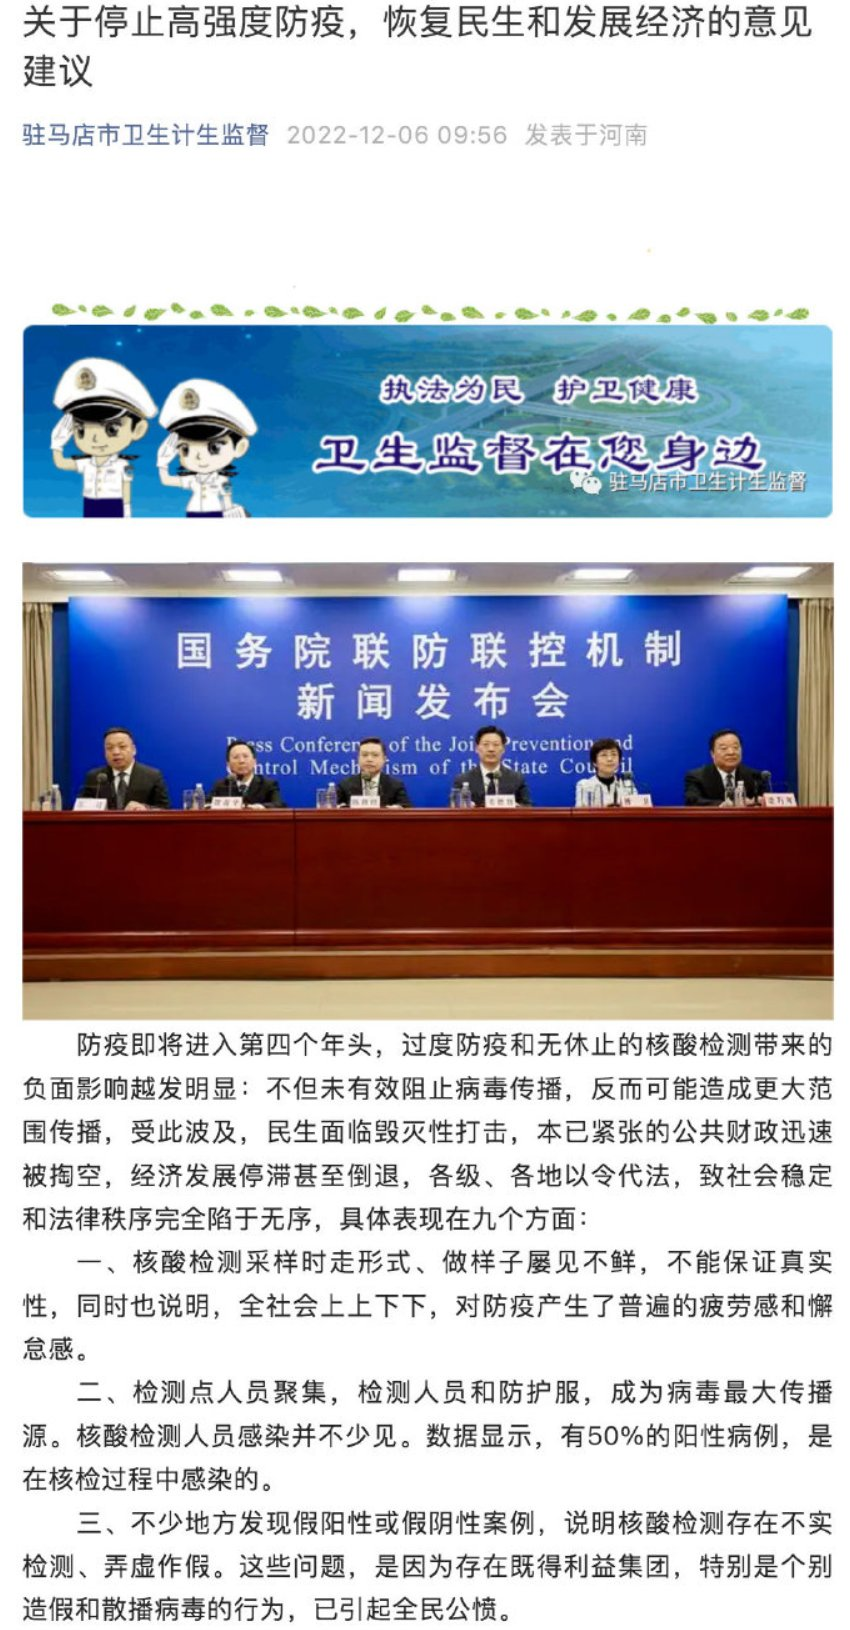 关于停止高强度防疫，恢复民生和发展经济的意见
建议
驻马店市卫生计生监督 2022-12-06 09:56 发表于河南
执法为民 护卫健康
卫生监督在您身边
驻马店市卫生计生监督
国务院联防联控机制
新闻发布会
Press Conference of the Joint Prevention and
Control Mechanism of the State Council
防疫即将进入第四个年头，过度防疫和无休止的核酸检测带来的
负面影响越发明显：不但未有效阻止病毒传播，反而可能造成更大范
围传播，受此波及，民生面临毁灭性打击，本已紧张的公共财政迅速
被掏空，经济发展停滞甚至倒退，各级、各地以令代法，致社会稳定
和法律秩序完全陷于无序，具体表现在九个方面：
一、核酸检测采样时走形式、做样子屡见不鲜，不能保证真实
性，同时也说明，全社会上上下下，对防疫产生了普遍的疲劳感和懈
怠感。
二、检测点人员聚集，检测人员和防护服，成为病毒最大传播
源。核酸检测人员感染并不少见。数据显示，有50%的阳性病例，是
在核检过程中感染的。
三、不少地方发现假阳性或假阴性案例，说明核酸检测存在不实
检测、弄虚作假。这些问题，是因为存在既得利益集团，特别是个别
造假和散播病毒的行为，已引起全民公愤。